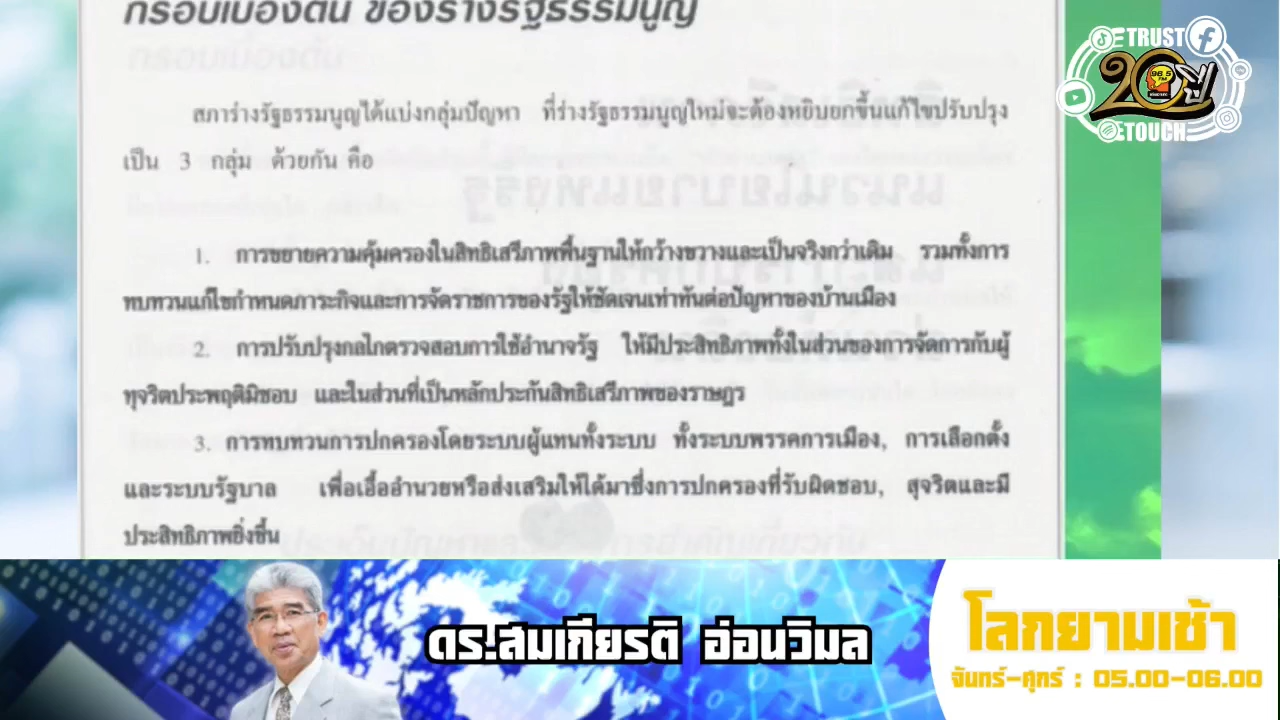 กรอบเบื้องต้น ของร่างรัฐธรรมนูญ
สภาร่างรัฐธรรมนูญได้แบ่งกลุ่มปัญหา ที่ร่างรัฐธรรมนูญใหม่จะต้องหยิบยกขึ้นแก้ไขปรับปรุง
เป็น 3 กลุ่ม ด้วยกัน คือ
1. การขยายความคุ้มครองในสิทธิเสรีภาพพื้นฐานให้กว้างขวางและเป็นจริงกว่าเดิม รวมทั้งการ
ทบทวนแก้ไขกำหนดภาระกิจและการจัดราชการของรัฐให้ชัดเจนเท่าทันต่อปัญหาของบ้านเมือง
2. การปรับปรุงกลไกตรวจสอบการใช้อำนาจรัฐ ให้มีประสิทธิภาพทั้งในส่วนของการจัดการกับผู้
ทุจริตประพฤติมิชอบ และในส่วนที่เป็นหลักประกันสิทธิเสรีภาพของราษฎร
3. การทบทวนการปกครองโดยระบบผู้แทนทั้งระบบ ทั้งระบบพรรคการเมือง, การเลือกตั้ง
และระบบรัฐบาล เพื่อเอื้ออำนวยหรือส่งเสริมให้ได้มาซึ่งการปกครองที่รับผิดชอบ, สุจริตและมี
ประสิทธิภาพยิ่งขึ้น
ETRUST
20 ปี
96.5
ETOUCH
ดร.สมเกียรติ อ่อนวิมล
โลกยามเช้า
จันทร์-ศุกร์ : 05.00-06.00